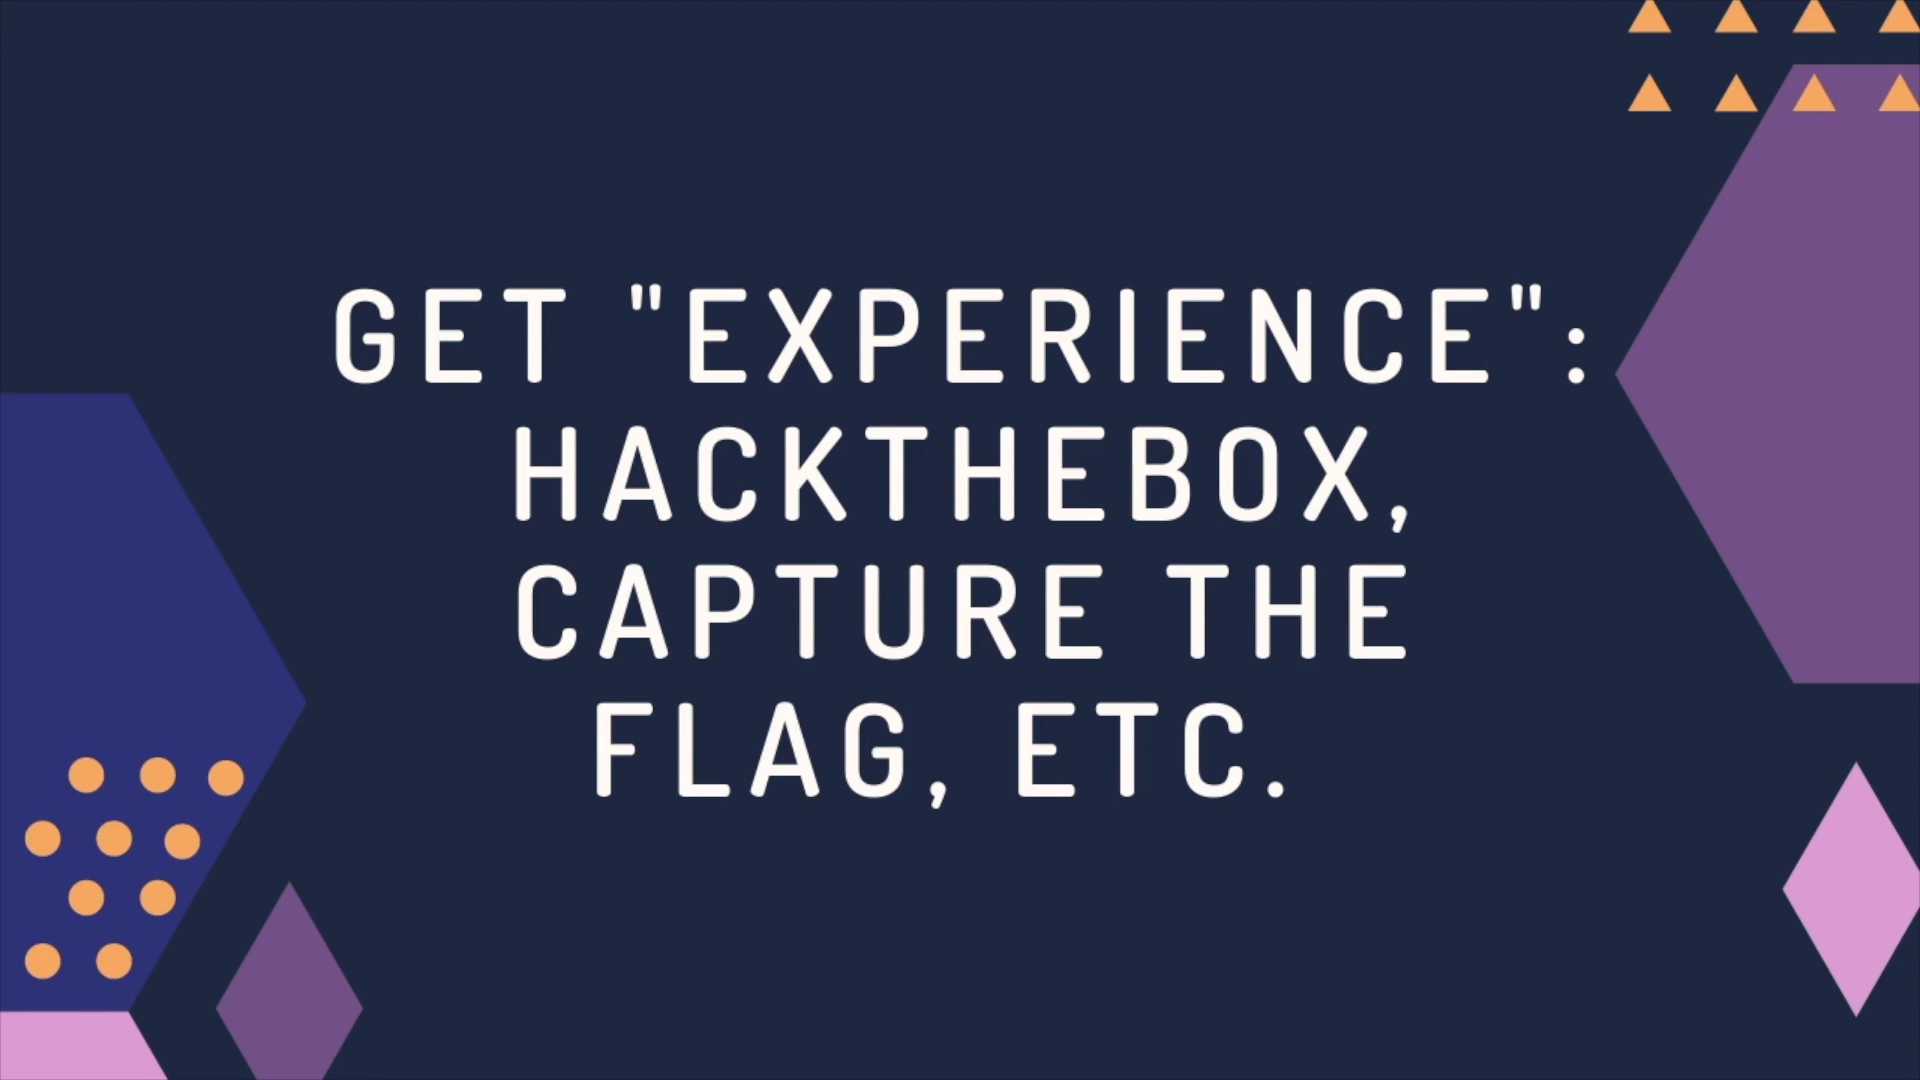 GET "EXPERIENCE":
HACKTHEBOX,
CAPTURE THE
FLAG, ETC.